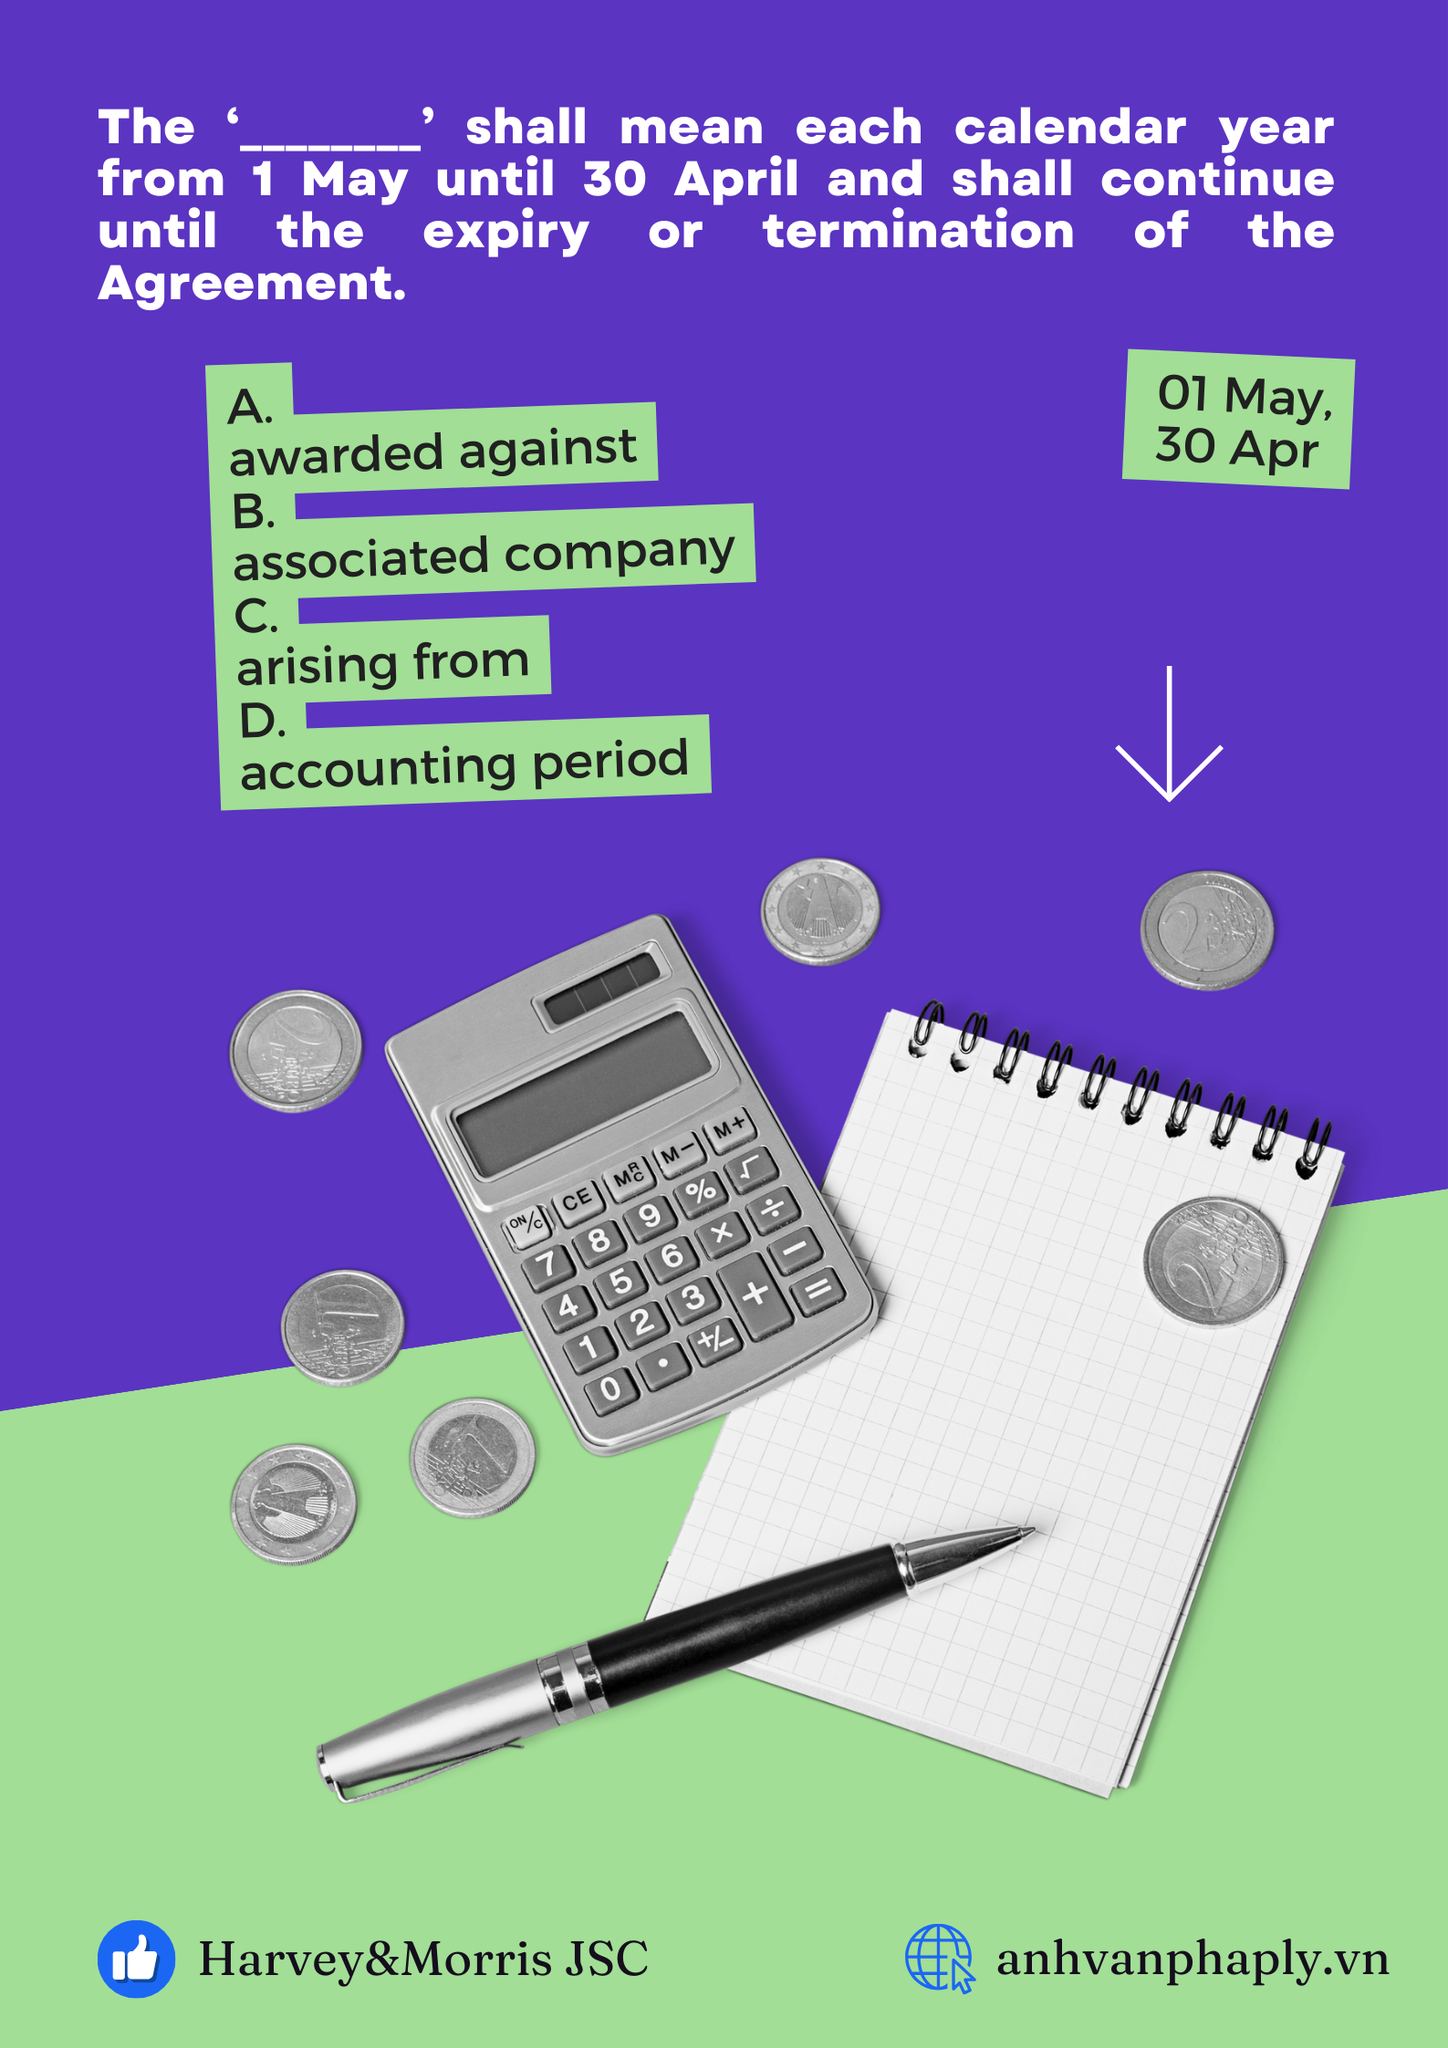 The ‘________’ shall mean each calendar year
from 1 May until 30 April and shall continue
until the expiry or termination of the
Agreement.
A.
awarded against
B.
associated company
C.
arising from
D.
accounting period
01 May,
30 Apr
M+
M−
MRC
CE
ON/C
√
%
9
8
7
÷
×
6
5
4
−
+
3
2
1
=
+/−
.
0
Harvey&Morris JSC
anhvanphaply.vn